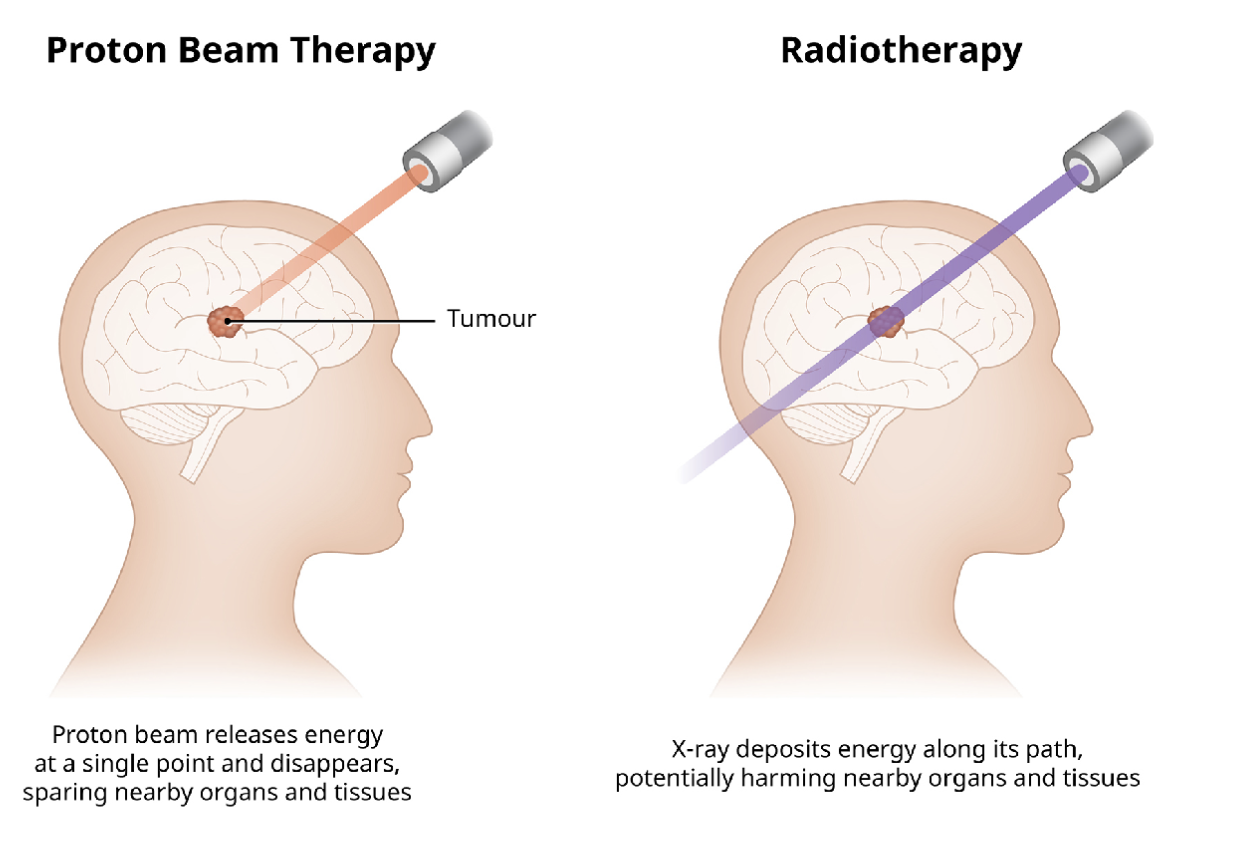 Proton Beam Therapy
Radiotherapy
Tumour
Proton beam releases energy
at a single point and disappears,
sparing nearby organs and tissues
X-ray deposits energy along its path,
potentially harming nearby organs and tissues